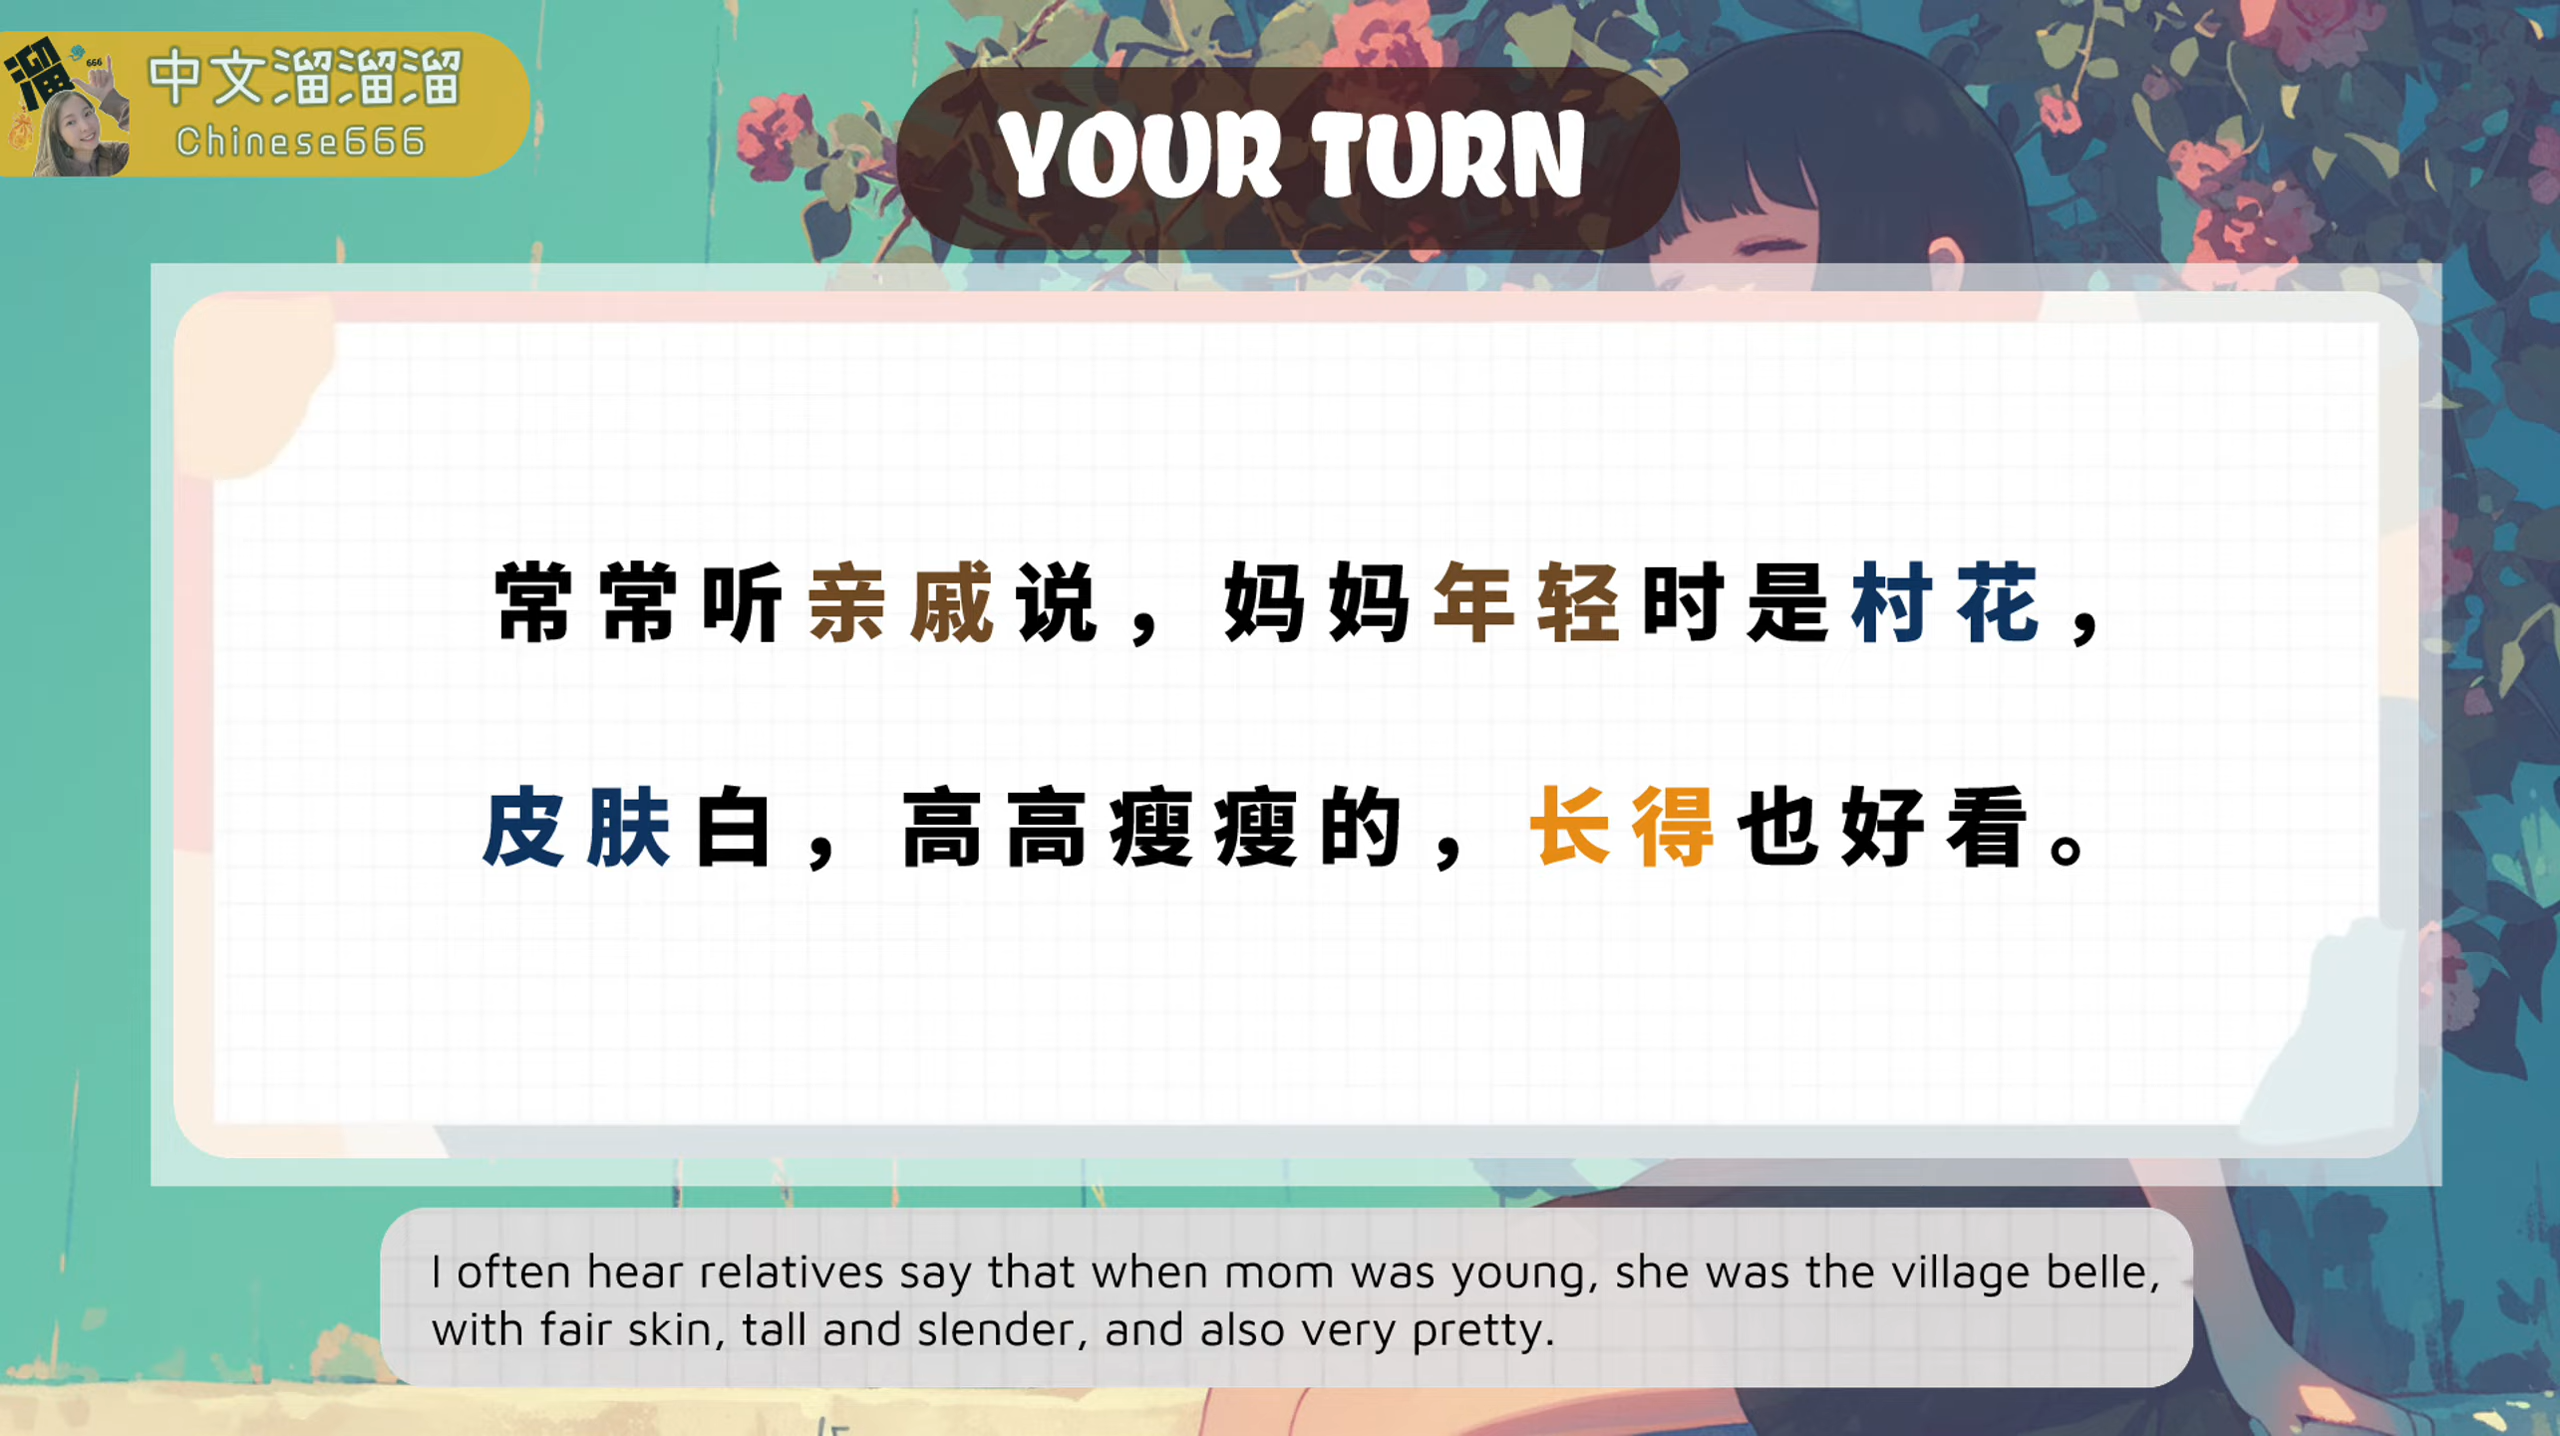 溜
666
中文溜溜溜
Chinese666
YOUR TURN
常常听亲戚说，妈妈年轻时是村花，
皮肤白，高高瘦瘦的，长得也好看。
I often hear relatives say that when mom was young, she was the village belle,
with fair skin, tall and slender, and also very pretty.